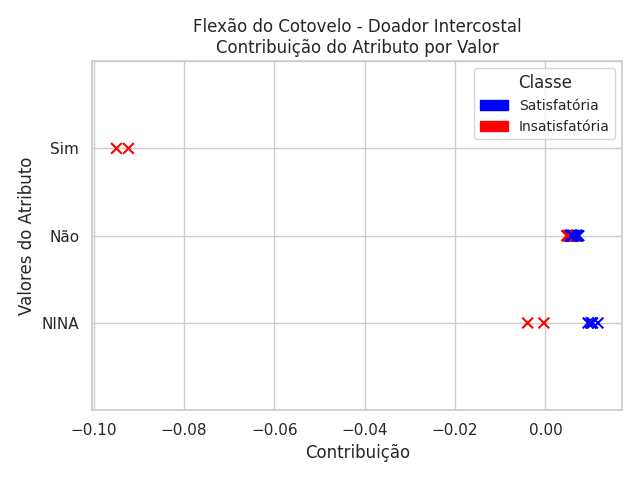 Flexão do Cotovelo - Doador Intercostal
Contribuição do Atributo por Valor
Classe
Satisfatória
Insatisfatória
Valores do Atributo
Sim
Não
NINA
−0.10 −0.08 −0.06 −0.04 −0.02 0.00
Contribuição